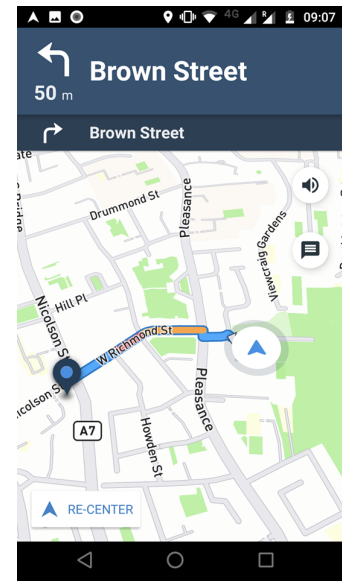 4G R 09:07
Brown Street
50 m
Brown Street
ate
Drummond St
Pleasance
Viewcraig Gardens
Hill Pl
Nicolson St
W Richmond St
icolson S
A7
Howden St
Pleasance
RE-CENTER